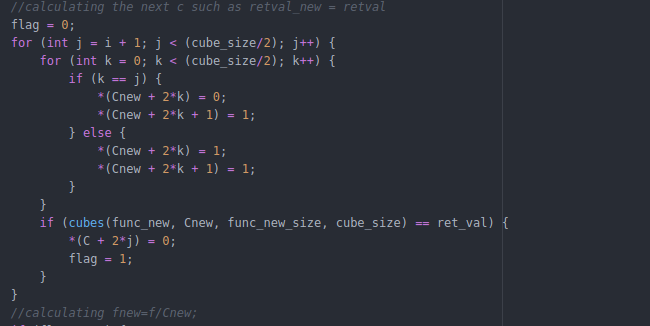 //calculating the next c such as retval_new = retval
flag = 0;
for (int j = i + 1; j < (cube_size/2); j++) {
    for (int k = 0; k < (cube_size/2); k++) {
        if (k == j) {
            *(Cnew + 2*k) = 0;
            *(Cnew + 2*k + 1) = 1;
        } else {
            *(Cnew + 2*k) = 1;
            *(Cnew + 2*k + 1) = 1;
        }
    }
    if (cubes(func_new, Cnew, func_new_size, cube_size) == ret_val) {
        *(C + 2*j) = 0;
        flag = 1;
    }
}
//calculating fnew=f/Cnew;